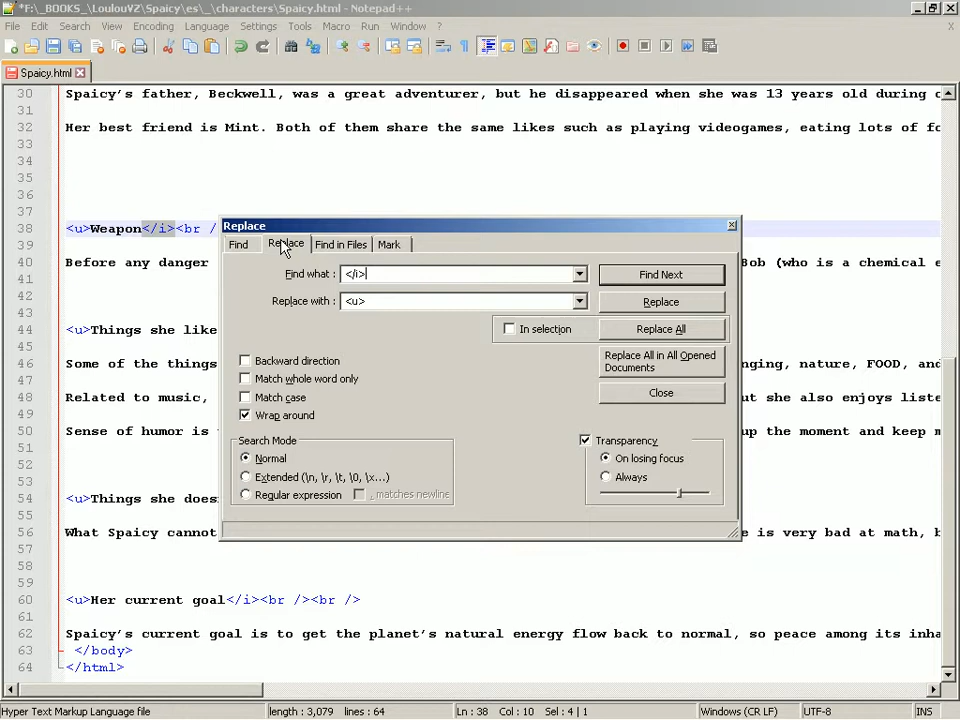 *F:\_BOOKS_\LoulouVZ\Spaicy\es\_\characters\Spaicy.html - Notepad++
File Edit Search View Encoding Language Settings Tools Macro Run Window ? X
Spaicy.html
30 Spaicy's father, Beckwell, was a great adventurer, but he disappeared when she was 13 years old during
31
32 Her best friend is Mint. Both of them share the same likes such as playing videogames, eating lots of fo
33
34
35
36
37
38 <u>Weapon</i><br /
39
40 Before any danger Bob (who is a charac
41
42
43
44 <u>Things she like
45
46 Some of the things nging, nature, FOOD, an
47
48 Related to music, ut she also enjoys liste
49
50 Sense of humor is up the moment and keep m
51
52
53
54 <u>Things she does
55
56 What Spaicy cannot e is very bad at math, b
57
58
59
60 <u>Her current goal</i><br /><br />
61
62 Spaicy's current goal is to get the planet's natural energy flow back to normal, so peace among its inha
63 </body>
64 </html>
Replace
Find Replace Find in Files Mark
Find what : </i>
Find Next
Replace with : <u>
Replace
In selection
Replace All
Replace All in All Opened
Documents
Close
Backward direction
Match whole word only
Match case
Wrap around
Search Mode
Normal
Extended (\n, \r, \t, \0, \x...)
Regular expression
. matches newline
Transparency
On losing focus
Always
Hyper Text Markup Language file length : 3,079 lines : 64 Ln : 38 Col : 10 Sel : 4 | 1 Windows (CR LF) UTF-8 INS